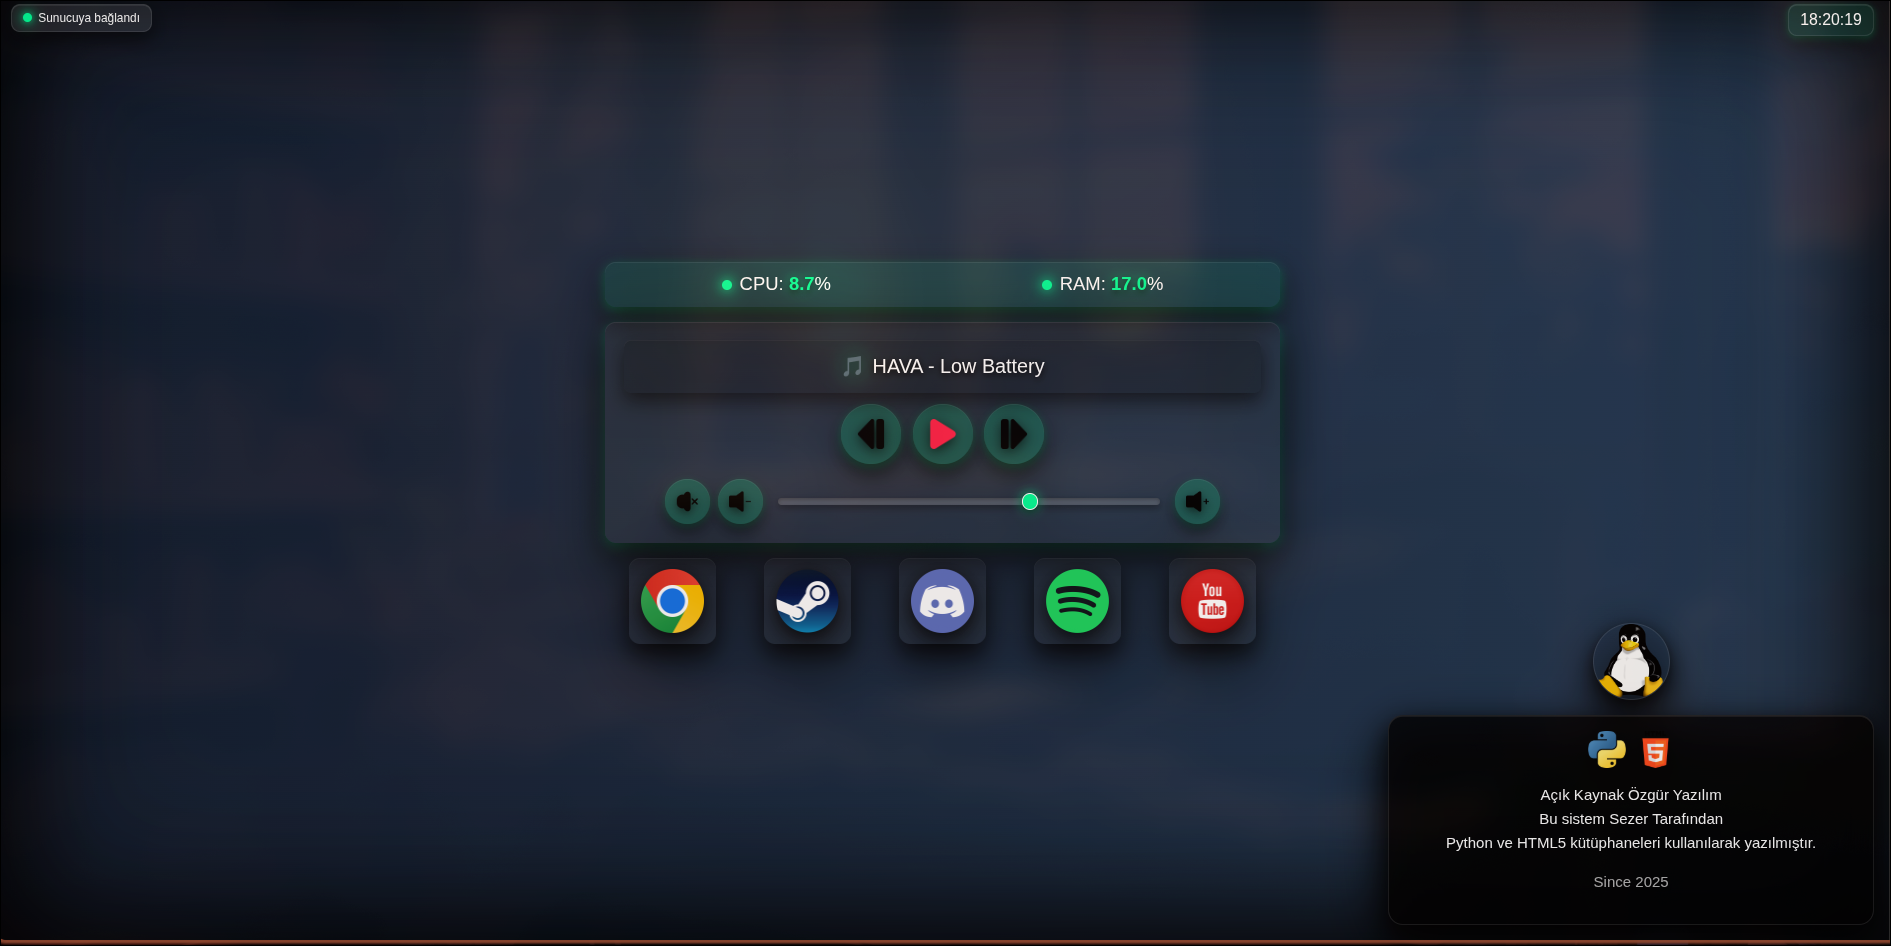 Sunucuya bağlandı
18:20:19
CPU: 8.7%
RAM: 17.0%
HAVA - Low Battery
You
Tube
Açık Kaynak Özgür Yazılım
Bu sistem Sezer Tarafından
Python ve HTML5 kütüphaneleri kullanılarak yazılmıştır.
Since 2025